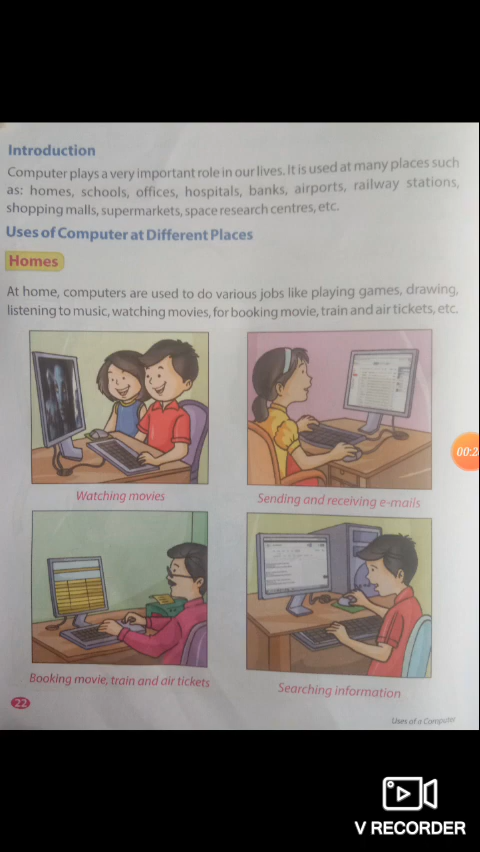 Introduction
Computer plays a very important role in our lives. It is used at many places such
as: homes, schools, offices, hospitals, banks, airports, railway stations,
shopping malls, supermarkets, space research centres, etc.
Uses of Computer at Different Places
Homes
At home, computers are used to do various jobs like playing games, drawing,
listening to music, watching movies, for booking movie, train and air tickets, etc.
Watching movies
Sending and receiving e-mails
Booking movie, train and air tickets
Searching information
22
Uses of a Computer
V RECORDER